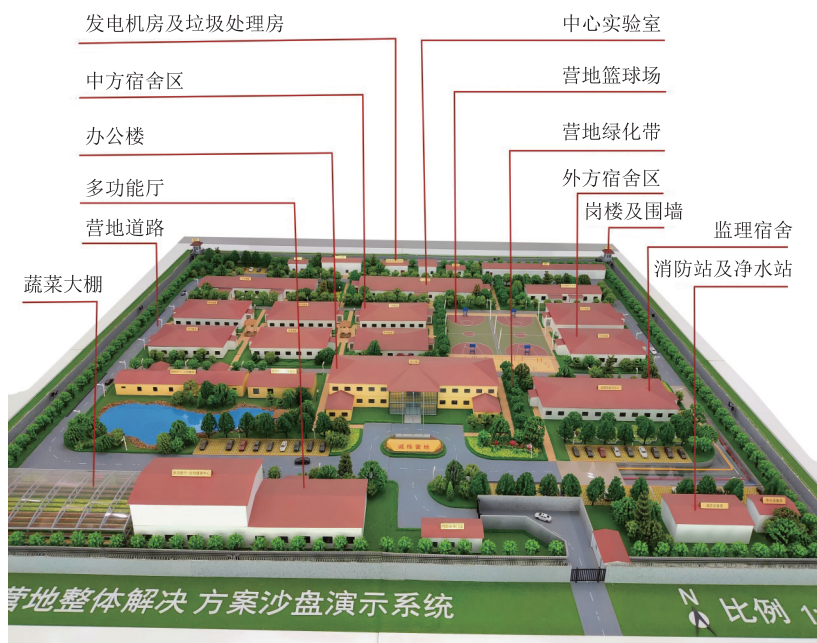 发电机房及垃圾处理房
中心实验室
中方宿舍区
营地篮球场
办公楼
营地绿化带
多功能厅
外方宿舍区
岗楼及围墙
营地道路
监理宿舍
蔬菜大棚
消防站及净水站
营地整体解决 方案沙盘演示系统
N
比例 1: